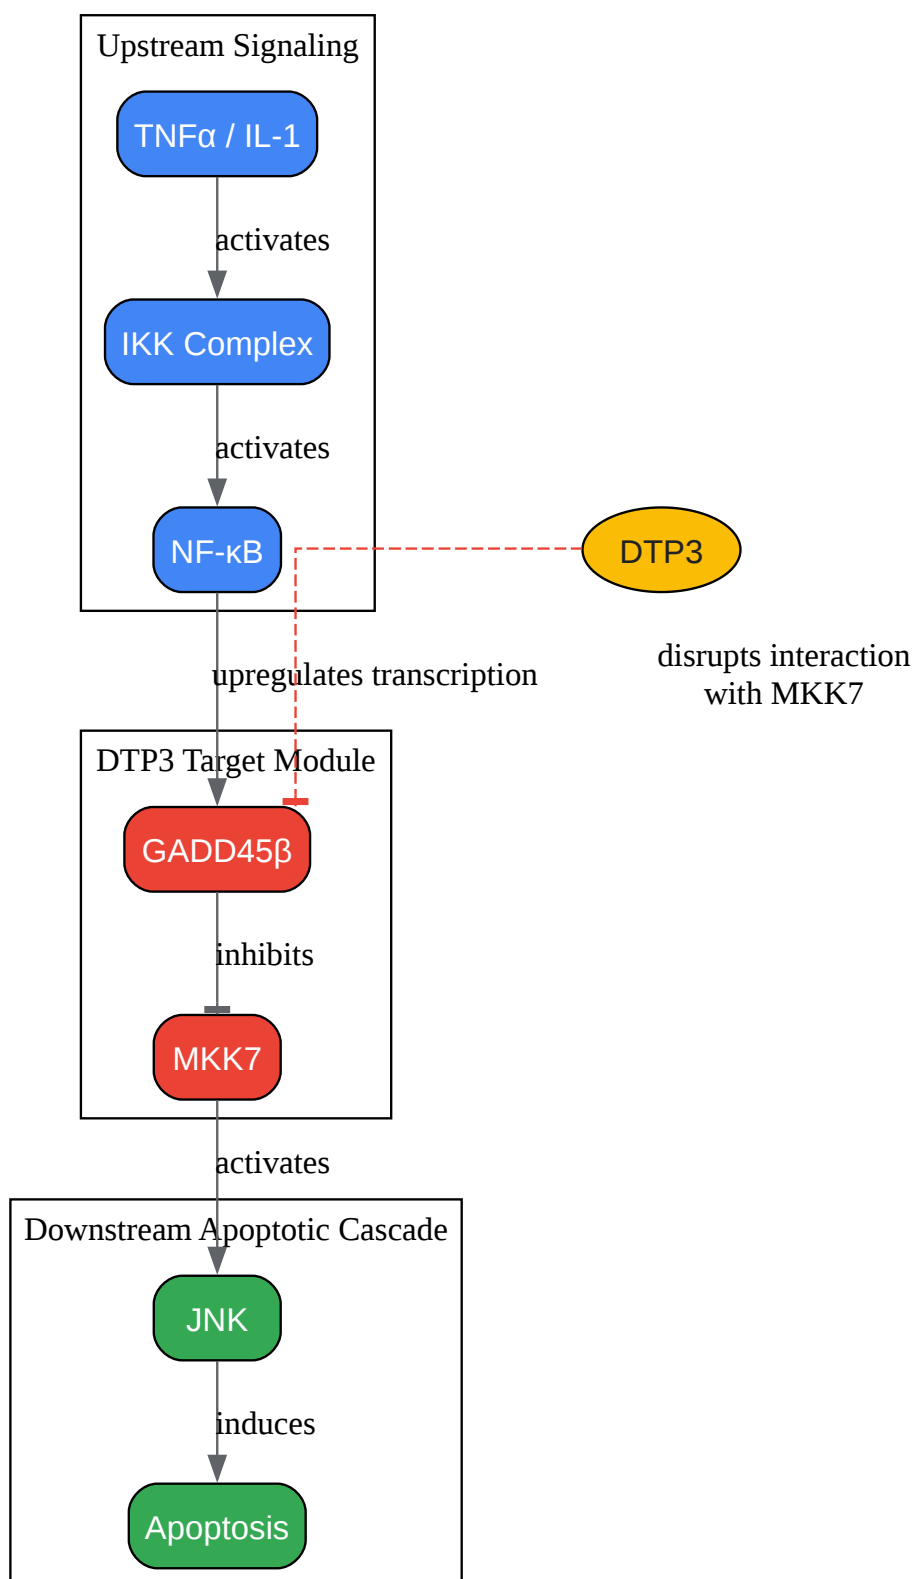 Upstream Signaling
TNFα / IL-1
activates
IKK Complex
activates
NF-κB
DTP3
upregulates transcription
disrupts interaction
with MKK7
DTP3 Target Module
GADD45β
inhibits
MKK7
activates
Downstream Apoptotic Cascade
JNK
induces
Apoptosis